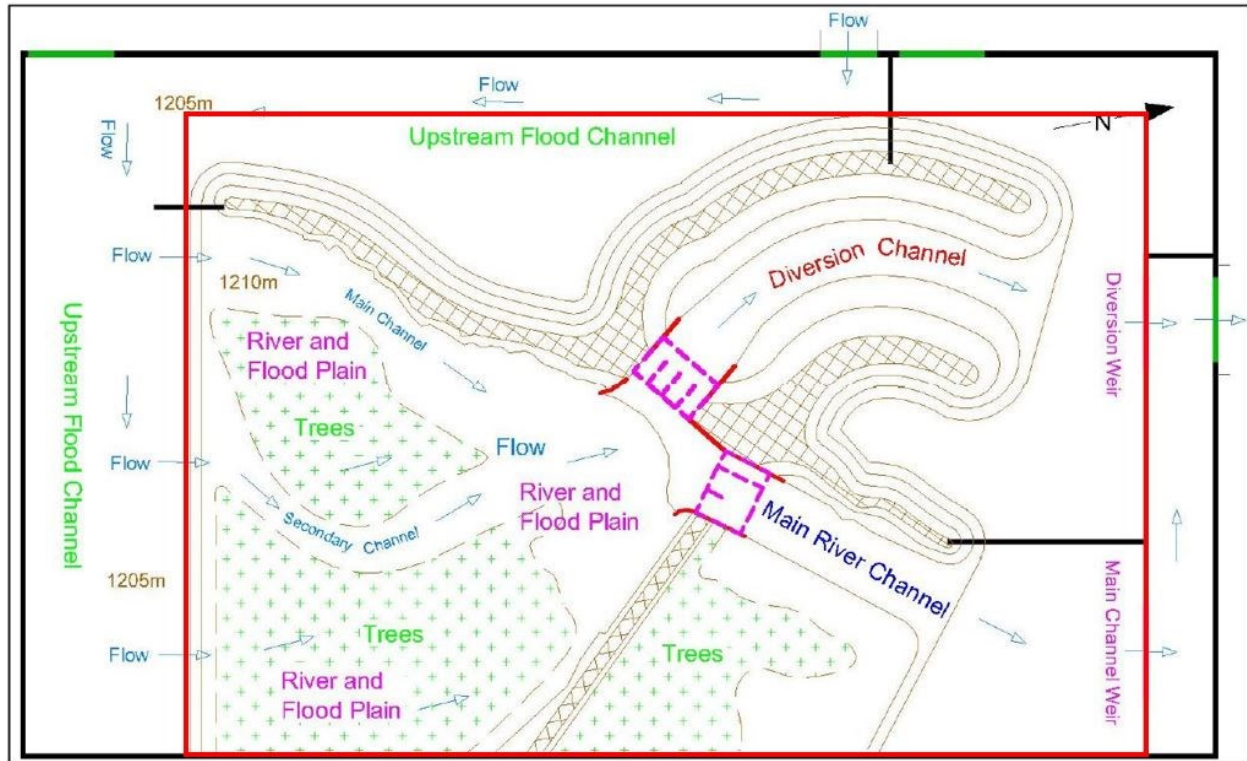 Flow
Flow
1205m
N
Upstream Flood Channel
Flow
Flow
Diversion Channel
1210m
Main Channel
Diversion Weir
River and
Flood Plain
Upstream Flood Channel
Trees
Flow
Flow
River and
Flood Plain
Secondary Channel
Main River Channel
1205m
Main Channel Weir
Trees
Trees
Flow
River and
Flood Plain